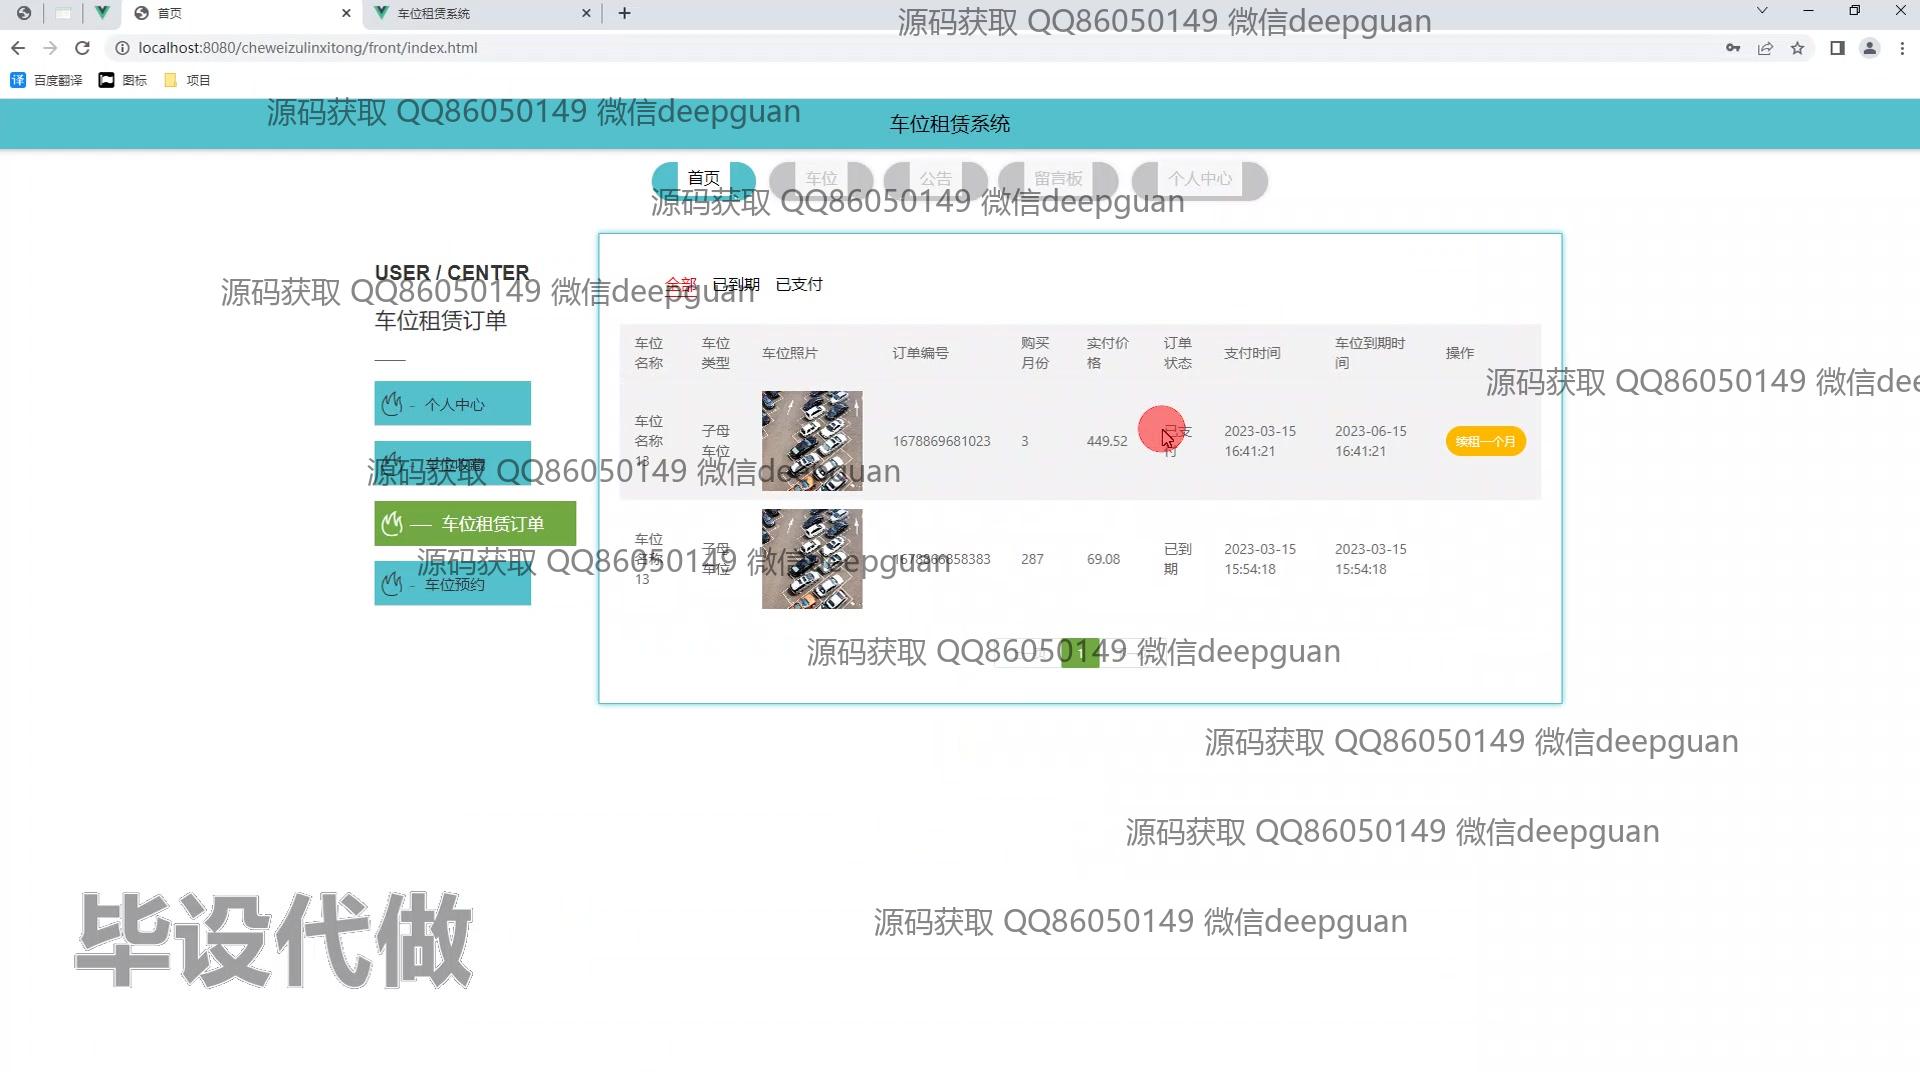 首页
车位租赁系统
源码获取 QQ86050149 微信deepguan
localhost:8080/cheweizulinxitong/front/index.html
百度翻译
图标
项目
源码获取 QQ86050149 微信deepguan
车位租赁系统
首页
车位
公告
留言板
个人中心
源码获取 QQ86050149 微信deepguan
USER / CENTER
源码获取 QQ86050149 微信deepguan
全部
已到期
已支付
车位租赁订单
车位名称
车位类型
车位照片
订单编号
购买月份
实付价格
订单状态
支付时间
车位到期时间
操作
源码获取 QQ86050149 微信dee
- 个人中心
车位名称13
子母车位
1678869681023
3
449.52
已支付
2023-03-15 16:41:21
2023-06-15 16:41:21
续租一个月
- 车位收藏
源码获取 QQ86050149 微信deepguan
— 车位租赁订单
车位名称13
子母车位
1678866858383
287
69.08
已到期
2023-03-15 15:54:18
2023-03-15 15:54:18
源码获取 QQ86050149 微信deepguan
- 车位预约
源码获取 QQ86050149 微信deepguan
1
源码获取 QQ86050149 微信deepguan
源码获取 QQ86050149 微信deepguan
源码获取 QQ86050149 微信deepguan
毕设代做